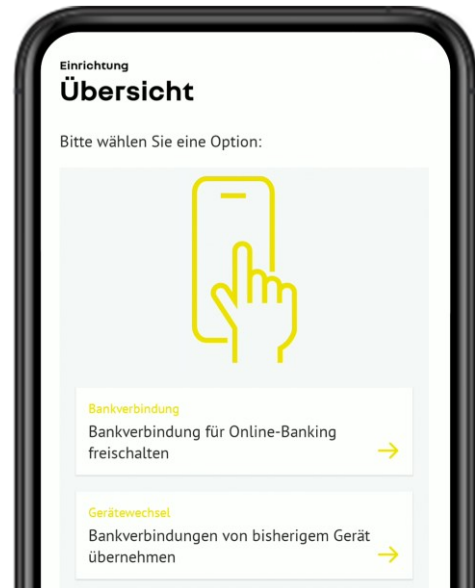 Einrichtung
Übersicht
Bitte wählen Sie eine Option:
Bankverbindung
Bankverbindung für Online-Banking
freischalten
Gerätewechsel
Bankverbindungen von bisherigem Gerät
übernehmen